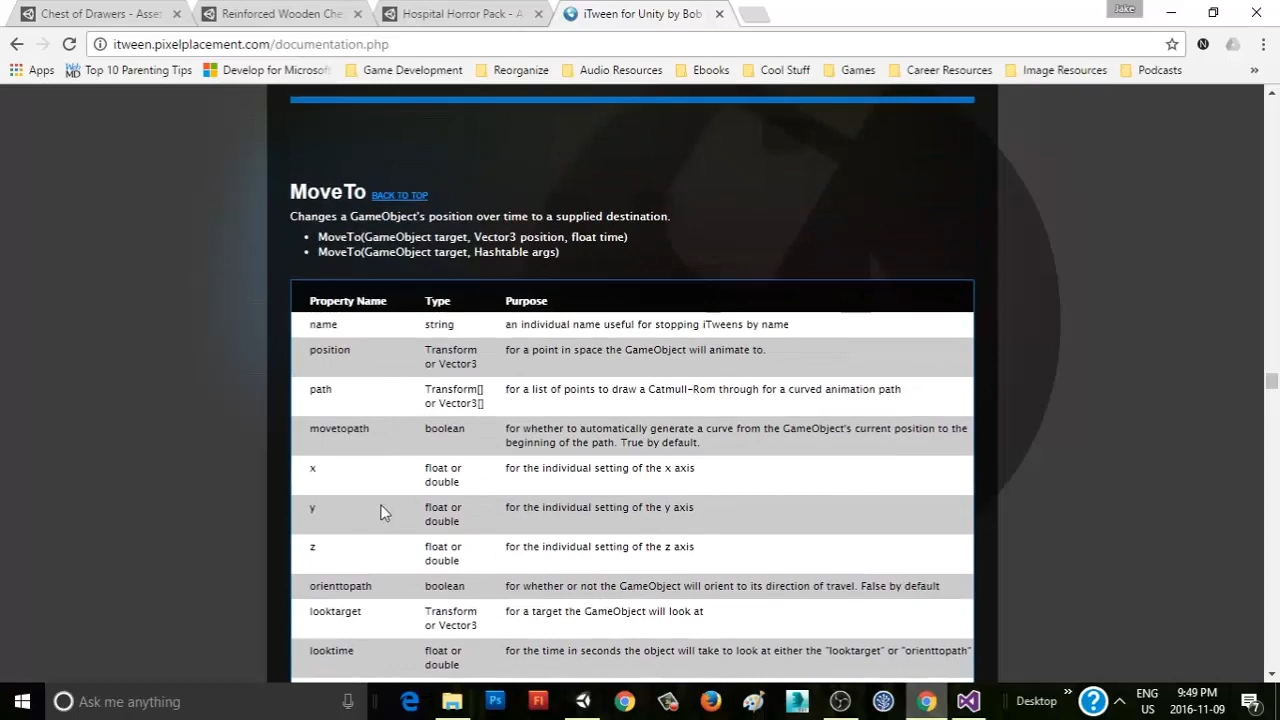 Chest of Drawers - Asset
Reinforced Wooden Che
Hospital Horror Pack - A
iTween for Unity by Bob
Jake
itween.pixelplacement.com/documentation.php
Apps
Top 10 Parenting Tips
Develop for Microsoft
Game Development
Reorganize
Audio Resources
Ebooks
Cool Stuff
Games
Career Resources
Image Resources
Podcasts
»
MoveTo BACK TO TOP
Changes a GameObject's position over time to a supplied destination.
• MoveTo(GameObject target, Vector3 position, float time)
• MoveTo(GameObject target, Hashtable args)
Property Name Type Purpose
name string an individual name useful for stopping iTweens by name
position Transform or Vector3 for a point in space the GameObject will animate to.
path Transform[] or Vector3[] for a list of points to draw a Catmull-Rom through for a curved animation path
movetopath boolean for whether to automatically generate a curve from the GameObject's current position to the
beginning of the path. True by default.
x float or double for the individual setting of the x axis
y float or double for the individual setting of the y axis
z float or double for the individual setting of the z axis
orienttopath boolean for whether or not the GameObject will orient to its direction of travel. False by default
looktarget Transform or Vector3 for a target the GameObject will look at
looktime float or double for the time in seconds the object will take to look at either the "looktarget" or "orienttopath"
Ask me anything
Desktop
»
ENG
US
9:49 PM
2016-11-09